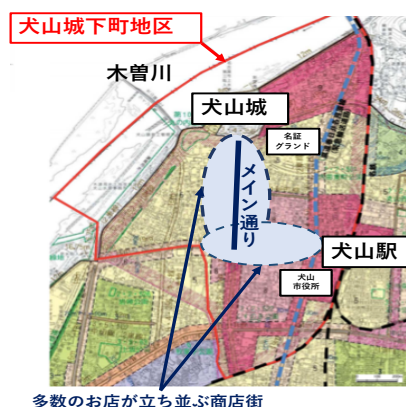 犬山城下町地区
木曽川
犬山城
名証
グランド
メイン通り
犬山駅
犬山
市役所
多数のお店が立ち並ぶ商店街